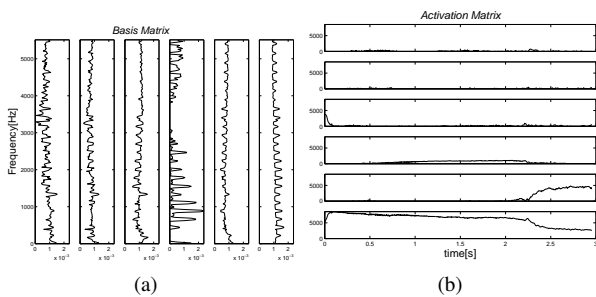 Basis Matrix
Frequency[Hz]
5000
4000
3000
2000
1000
0
0 1 2
x 10⁻³
0 1 2
x 10⁻³
0 1 2
x 10⁻³
0 1 2
x 10⁻³
0 1 2
x 10⁻³
0 1 2
x 10⁻³
(a)
Activation Matrix
5000
0
5000
0
5000
0
5000
0
5000
0
5000
0 0.5 1 1.5 2 2.5 3
time[s]
(b)